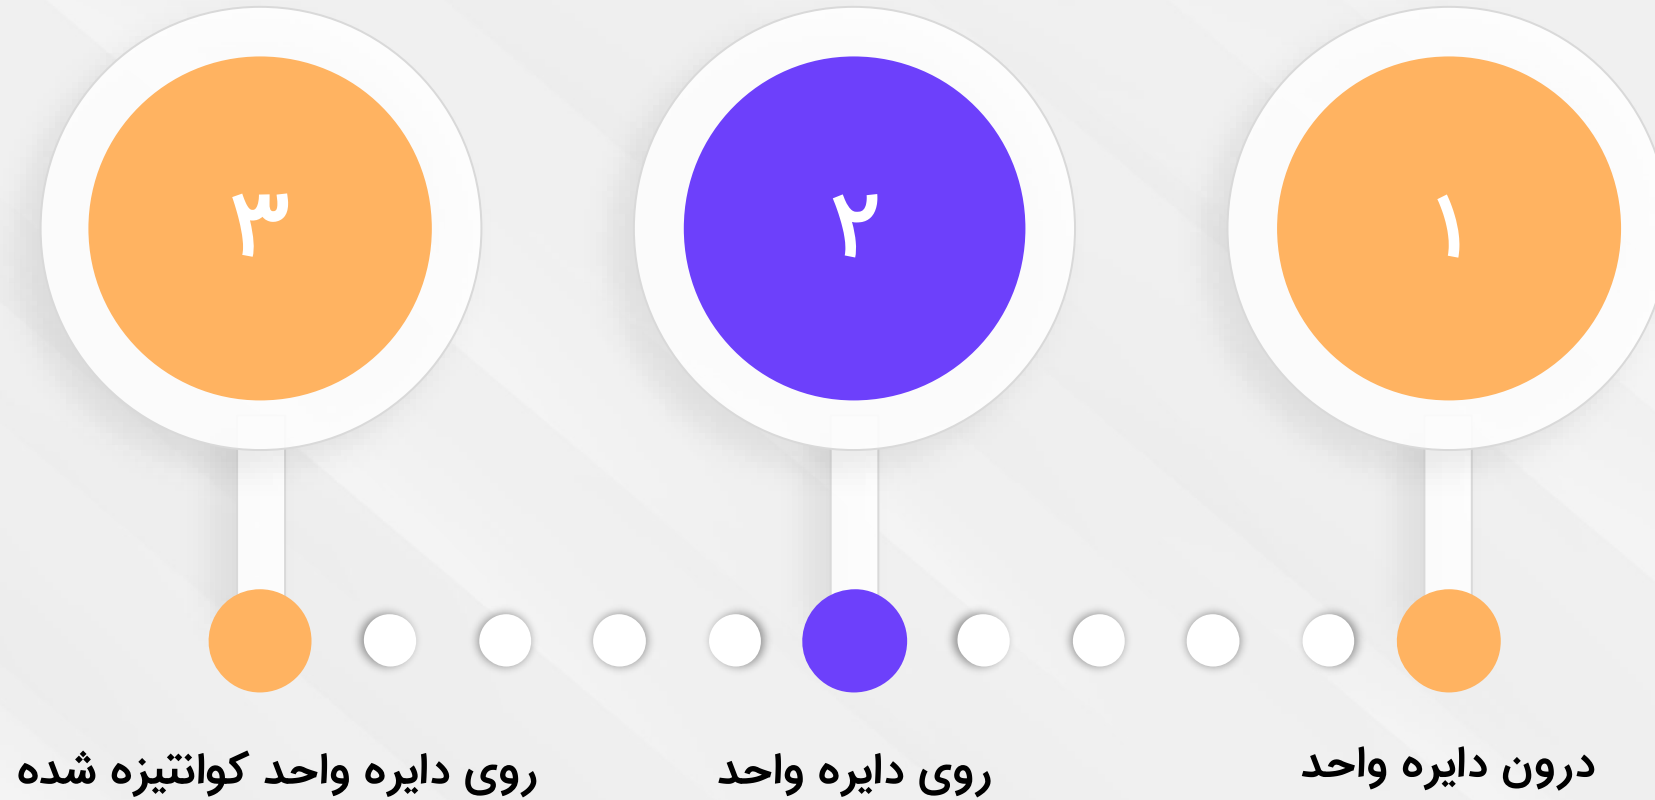 ۱
۲
۳
درون دایره واحد
روی دایره واحد
روی دایره واحد کوانتیزه شده